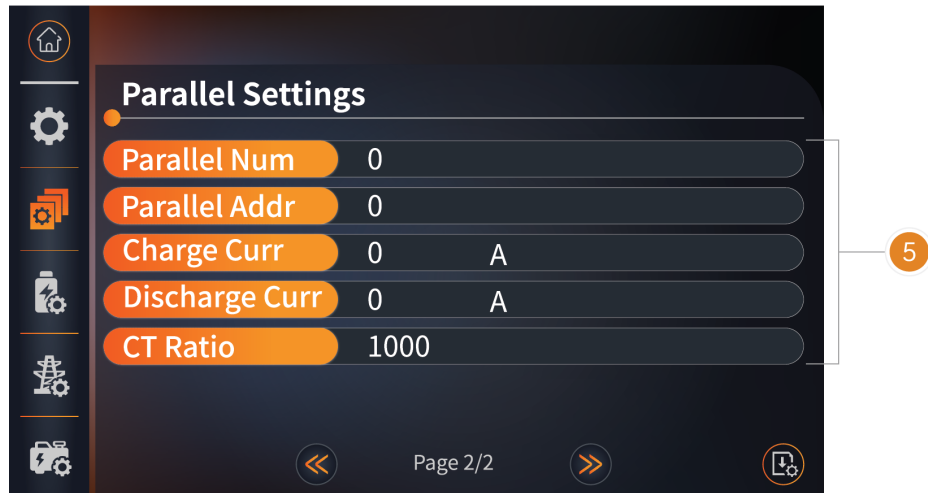 Parallel Settings
Parallel Num 0
Parallel Addr 0
Charge Curr 0 A
Discharge Curr 0 A
CT Ratio 1000
5
Page 2/2